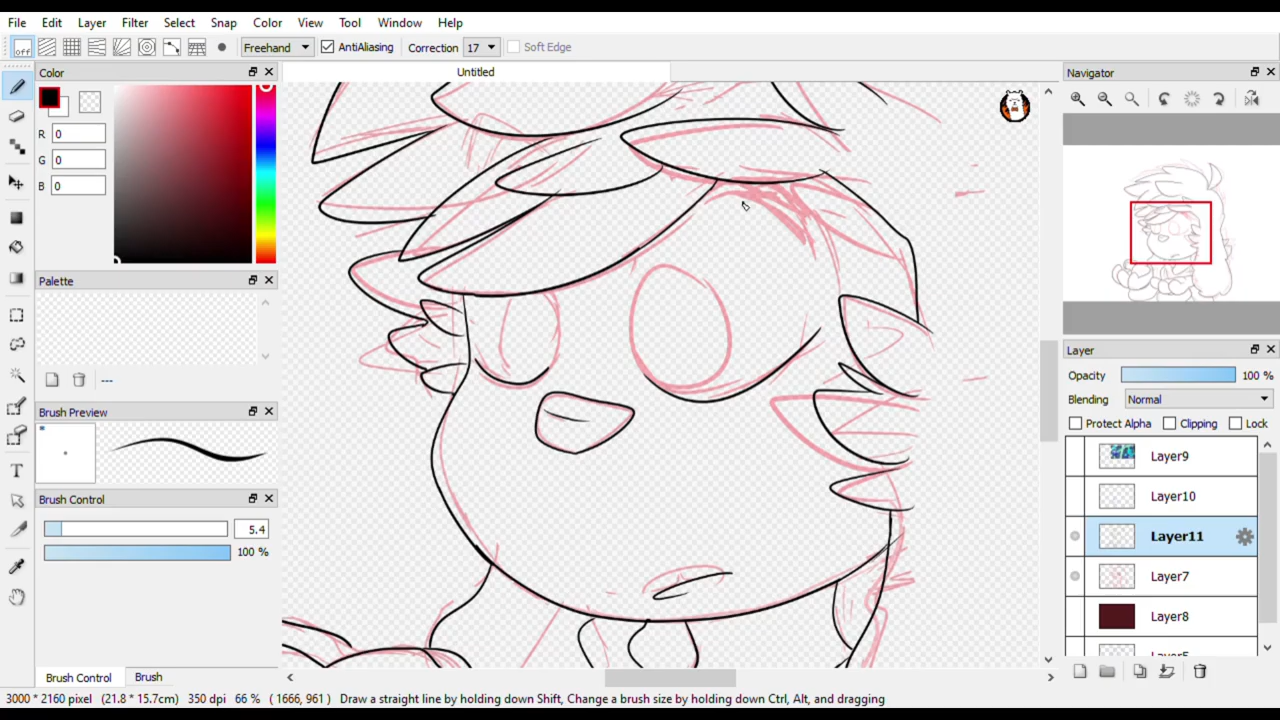 File Edit Layer Filter Select Snap Color View Tool Window Help
off Freehand AntiAliasing Correction 17 Soft Edge
Color
R 0
G 0
B 0
Palette
---
Brush Preview
Brush Control
5.4
100 %
Brush Control Brush
Untitled
Navigator
Layer
Opacity 100 %
Blending Normal
Protect Alpha Clipping Lock
Layer9
Layer10
Layer11
Layer7
Layer8
3000 * 2160 pixel (21.8 * 15.7cm) 350 dpi 66 % ( 1666, 961 ) Draw a straight line by holding down Shift, Change a brush size by holding down Ctrl, Alt, and dragging